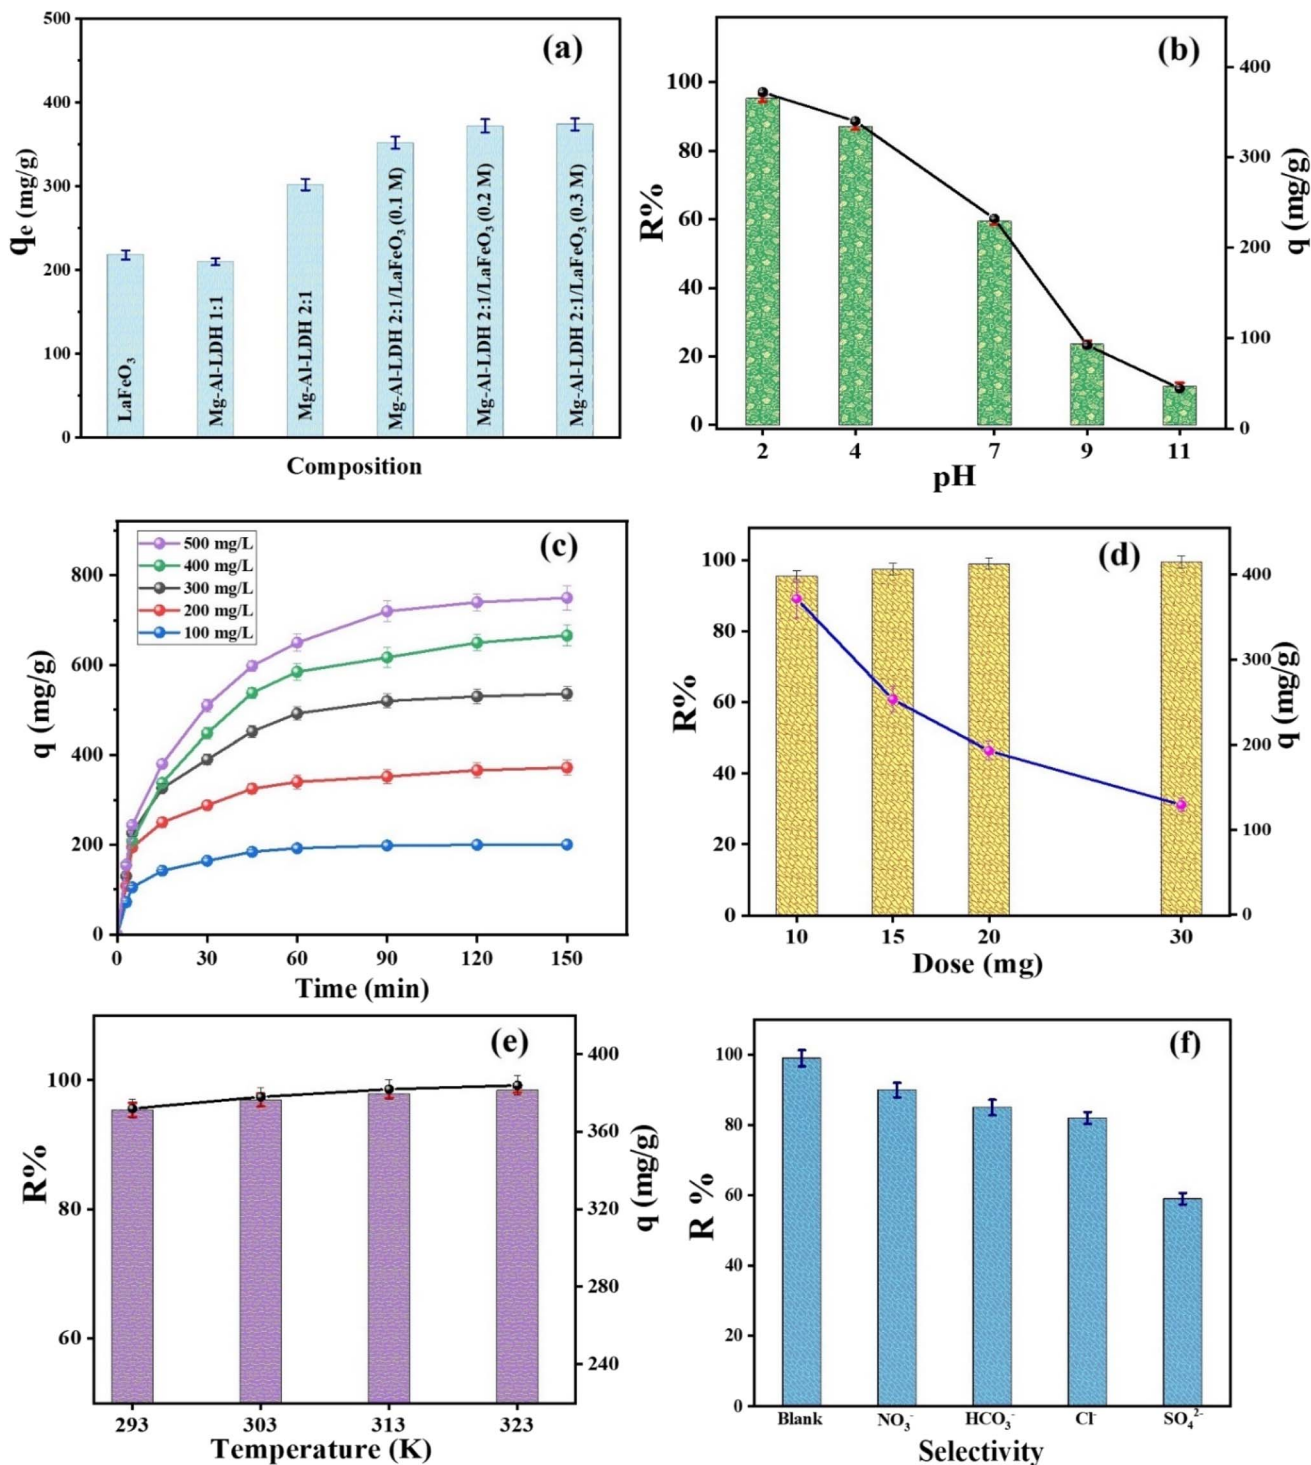 (a)
500
400
300
200
100
0
qe (mg/g)
LaFeO3
Mg-Al-LDH 1:1
Mg-Al-LDH 2:1
Mg-Al-LDH 2:1/LaFeO3 (0.1 M)
Mg-Al-LDH 2:1/LaFeO3 (0.2 M)
Mg-Al-LDH 2:1/LaFeO3 (0.3 M)
Composition
(b)
100
80
60
40
20
0
R%
400
300
200
100
0
q (mg/g)
2 4 7 9 11
pH
(c)
500 mg/L
400 mg/L
300 mg/L
200 mg/L
100 mg/L
800
600
400
200
0
q (mg/g)
0 30 60 90 120 150
Time (min)
(d)
100
80
60
40
20
0
R%
400
300
200
100
0
q (mg/g)
10 15 20 30
Dose (mg)
(e)
100
80
60
R%
400
360
320
280
240
q (mg/g)
293 303 313 323
Temperature (K)
(f)
100
80
60
40
20
0
R %
Blank NO3- HCO3- Cl- SO42-
Selectivity